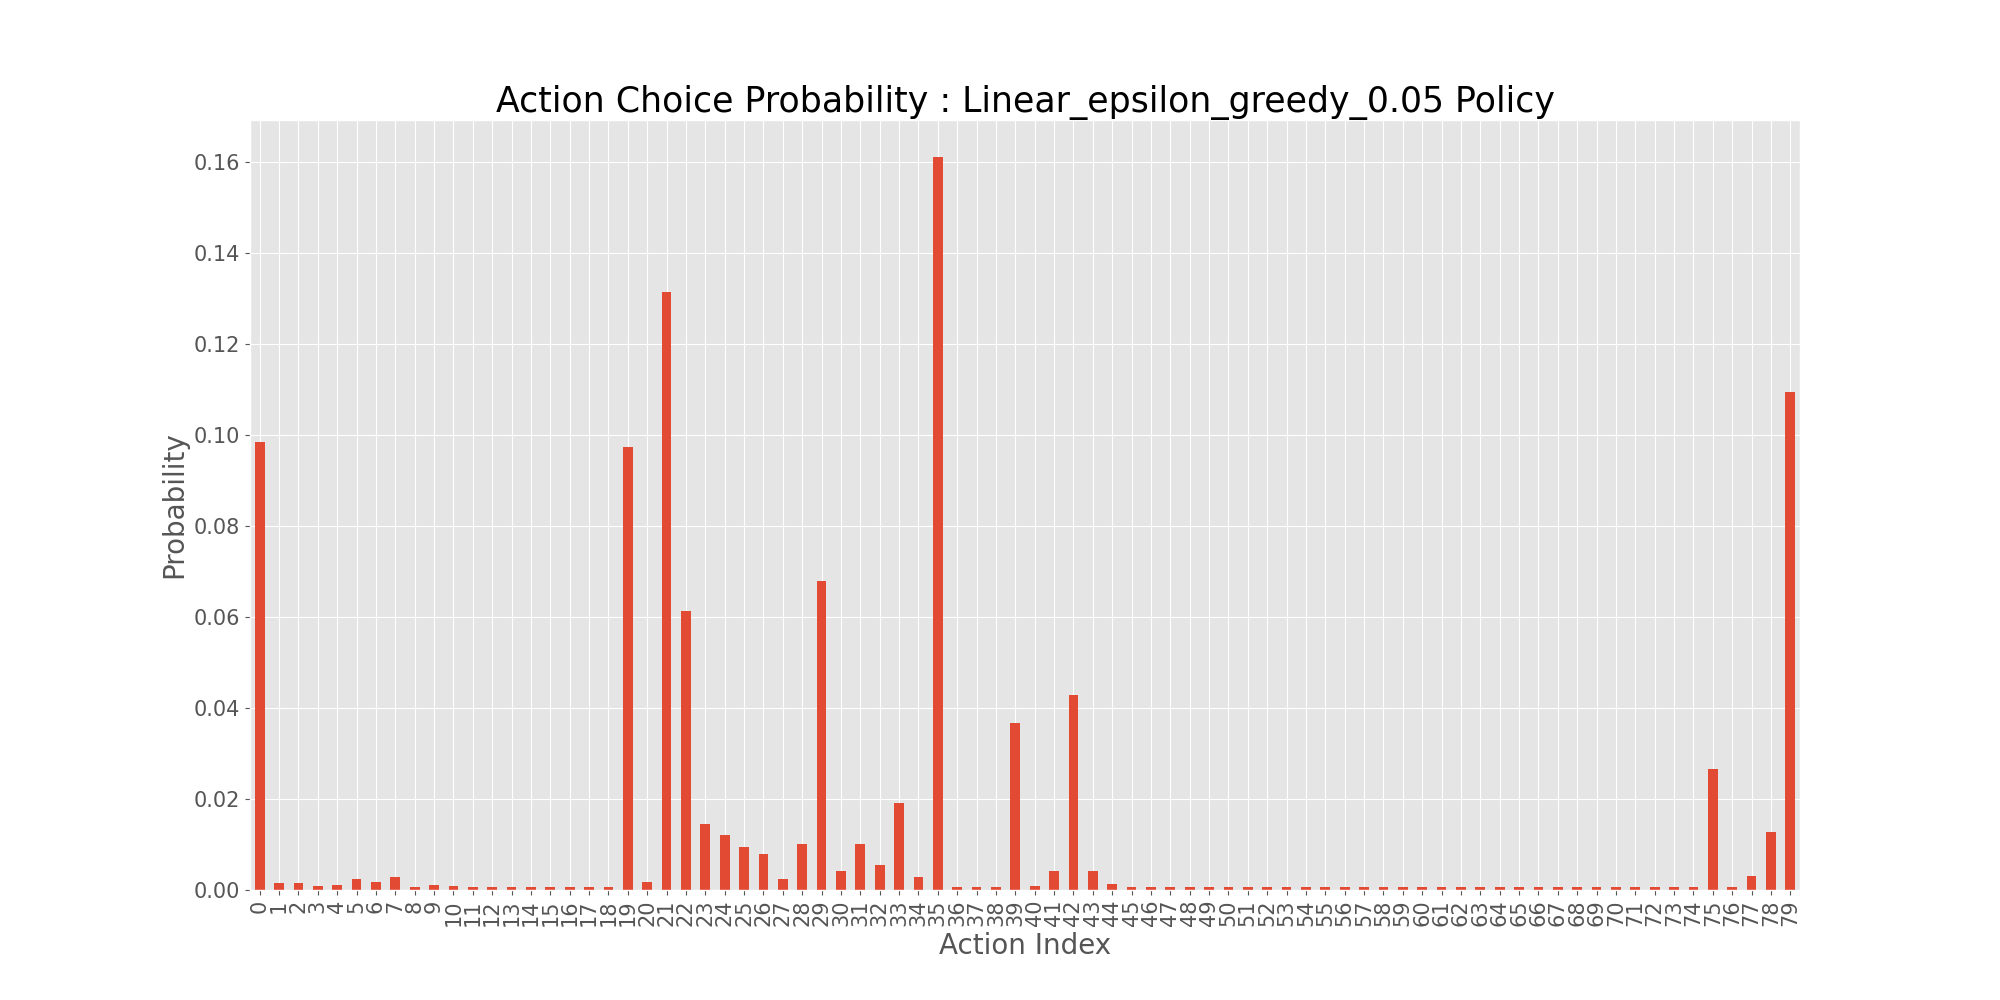 Action Choice Probability : Linear_epsilon_greedy_0.05 Policy
0.16
0.14
0.12
0.10
0.08
0.06
0.04
0.02
0.00
Probability
0 1 2 3 4 5 6 7 8 9 10 11 12 13 14 15 16 17 18 19 20 21 22 23 24 25 26 27 28 29 30 31 32 33 34 35 36 37 38 39 40 41 42 43 44 45 46 47 48 49 50 51 52 53 54 55 56 57 58 59 60 61 62 63 64 65 66 67 68 69 70 71 72 73 74 75 76 77 78 79
Action Index